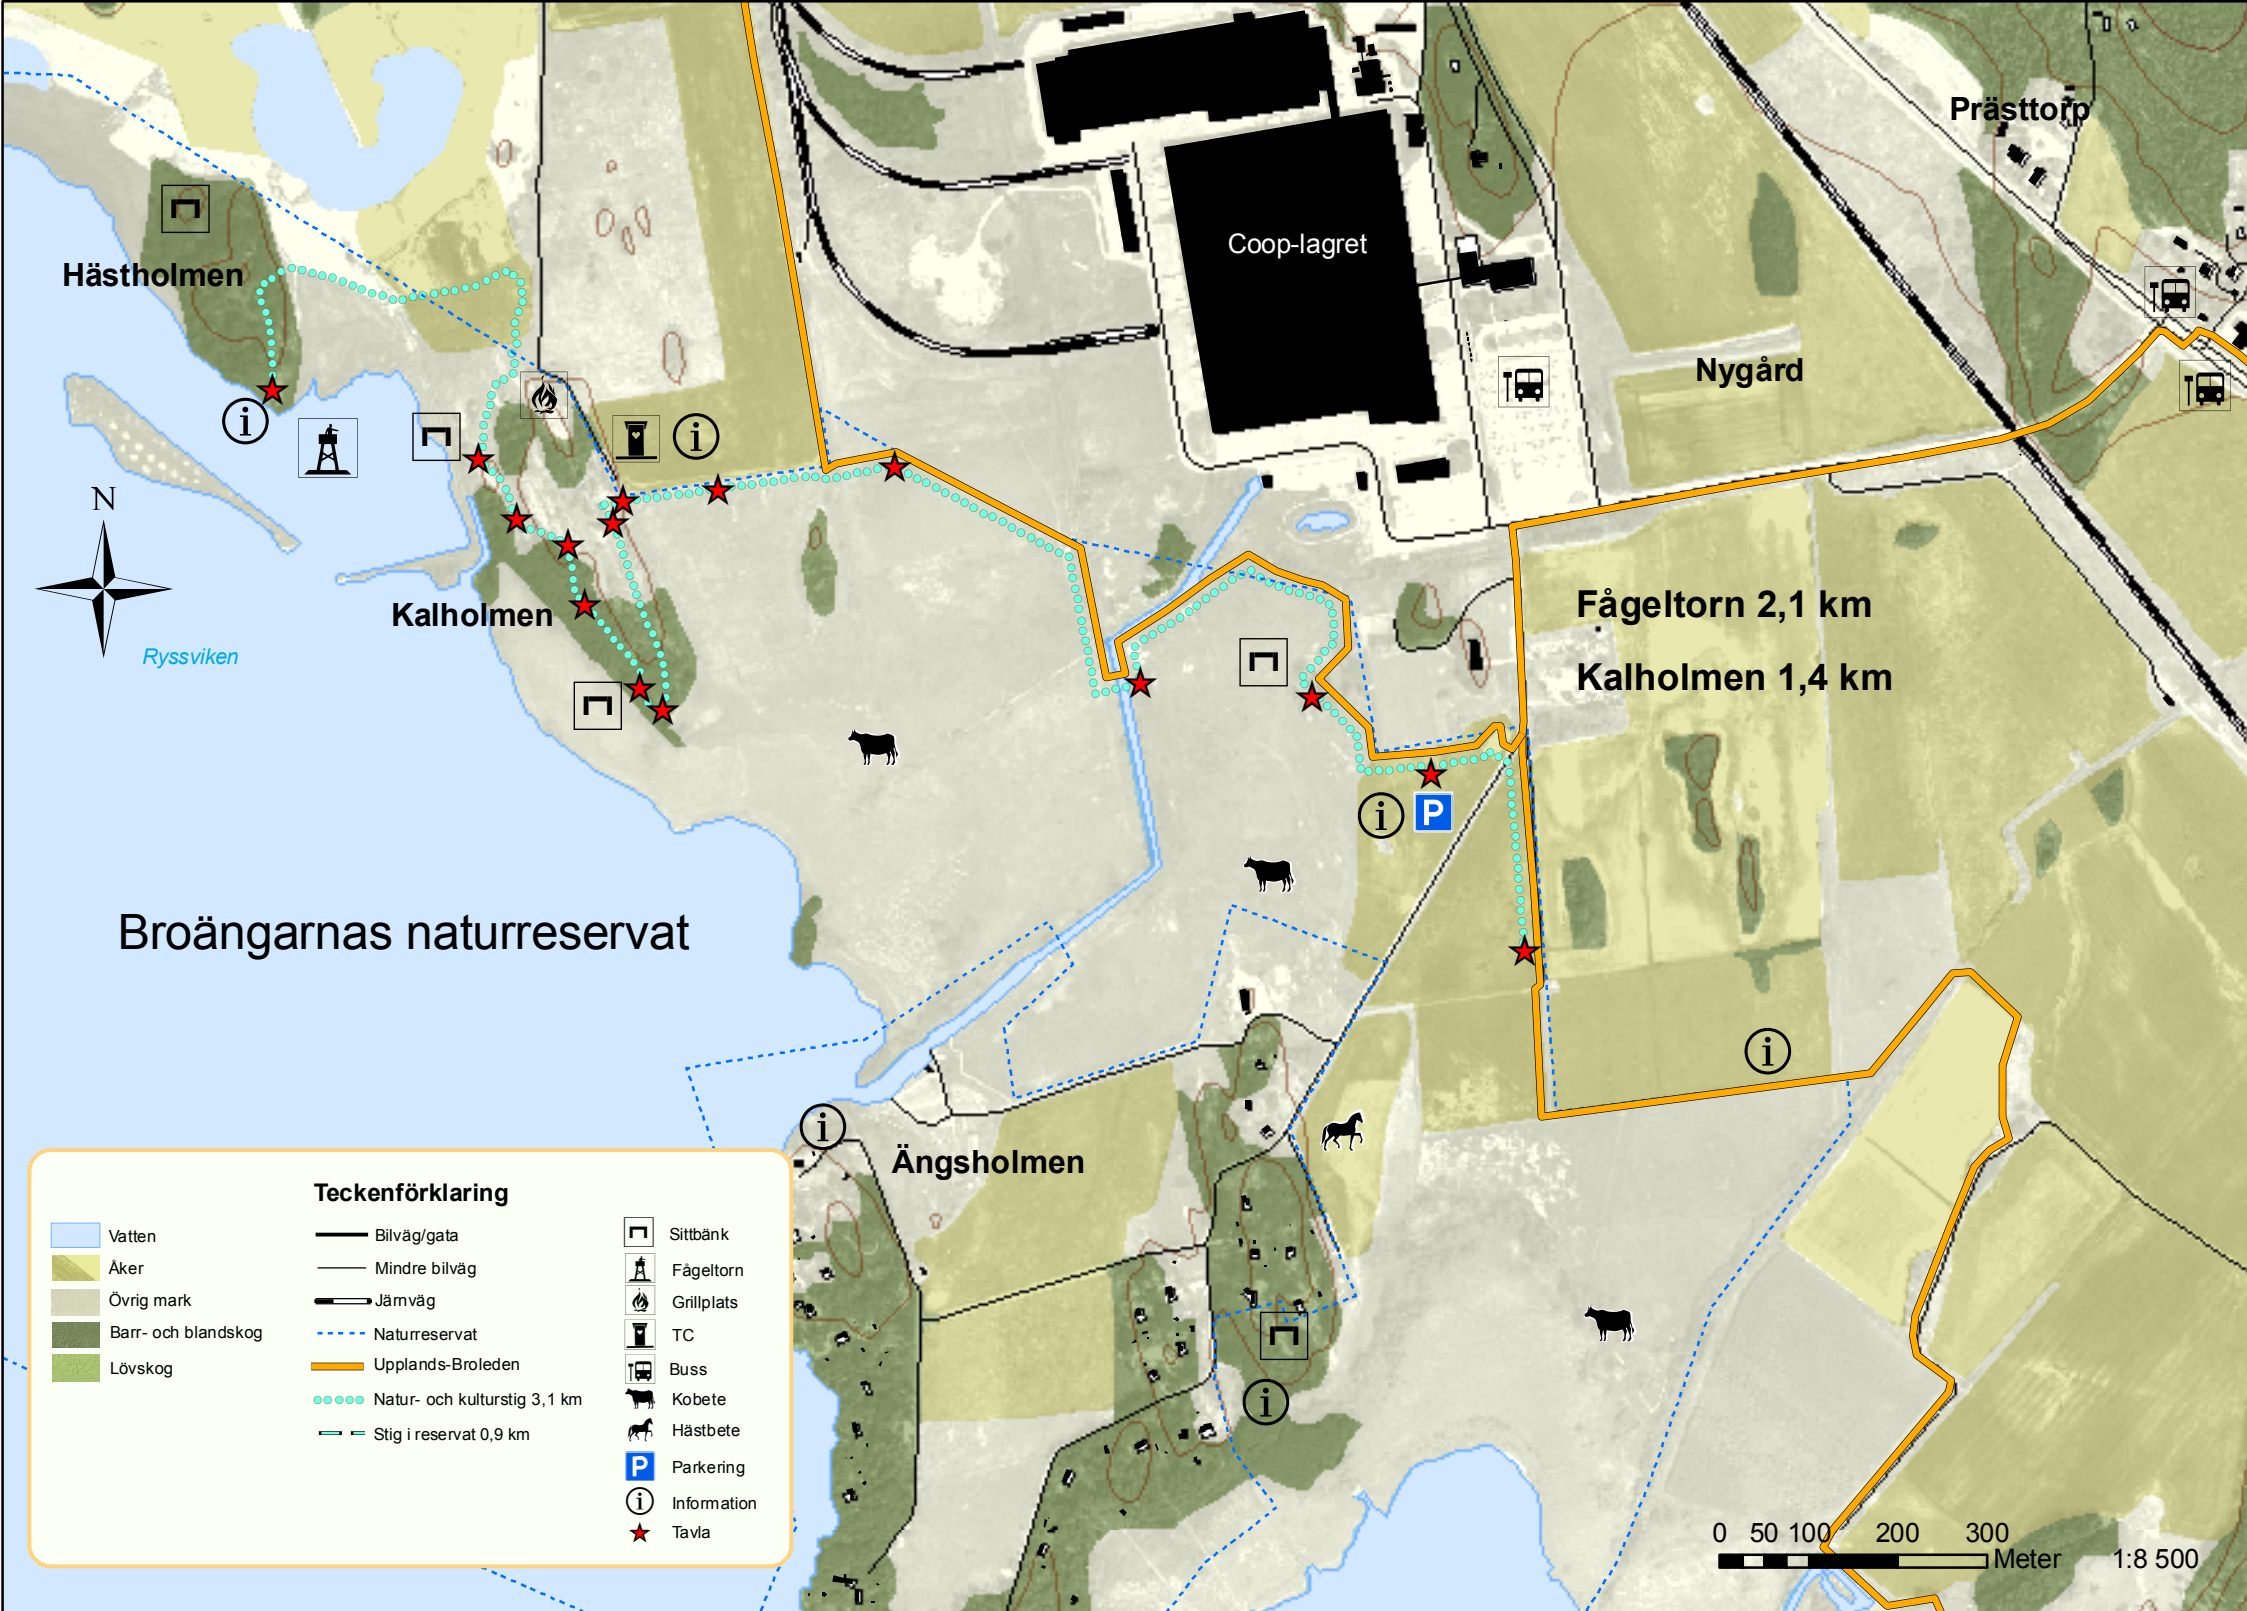 Prästtorp
Coop-lagret
Hästholmen
Nygård
i
i
N
Fågeltorn 2,1 km
Kalholmen
Ryssviken
Kalholmen 1,4 km
i
P
Broängarnas naturreservat
i
i
Ängsholmen
i
Teckenförklaring
Vatten
Åker
Övrig mark
Barr- och blandskog
Lövskog
Bilväg/gata
Mindre bilväg
Järnväg
Naturreservat
Upplands-Broleden
Natur- och kulturstig 3,1 km
Stig i reservat 0,9 km
Sittbänk
Fågeltorn
Grillplats
TC
Buss
Kobete
Hästbete
P Parkering
i Information
Tavla
0 50 100 200 300
Meter 1:8 500